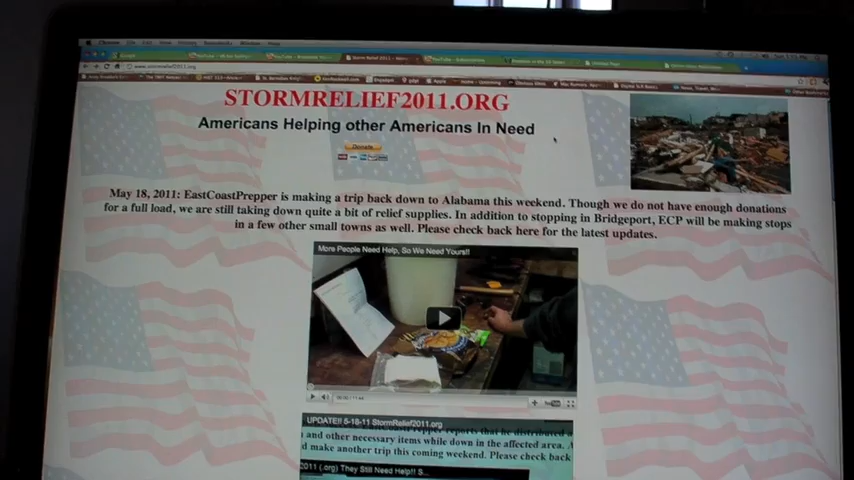 STORMRELIEF2011.ORG
Americans Helping other Americans In Need
Donate
May 18, 2011: EastCoastPrepper is making a trip back down to Alabama this weekend. Though we do not have enough donations
for a full load, we are still taking down quite a bit of relief supplies. In addition to stopping in Bridgeport, ECP will be making stops
in a few other small towns as well. Please check back here for the latest updates.
More People Need Help, So We Need Yours!!
UPDATE!! 5-18-11 StormRelief2011.org
reports that he distributed
and other necessary items while down in the affected area.
make another trip this coming weekend. Please check back
2011 (.org) They Still Need Help!! S...